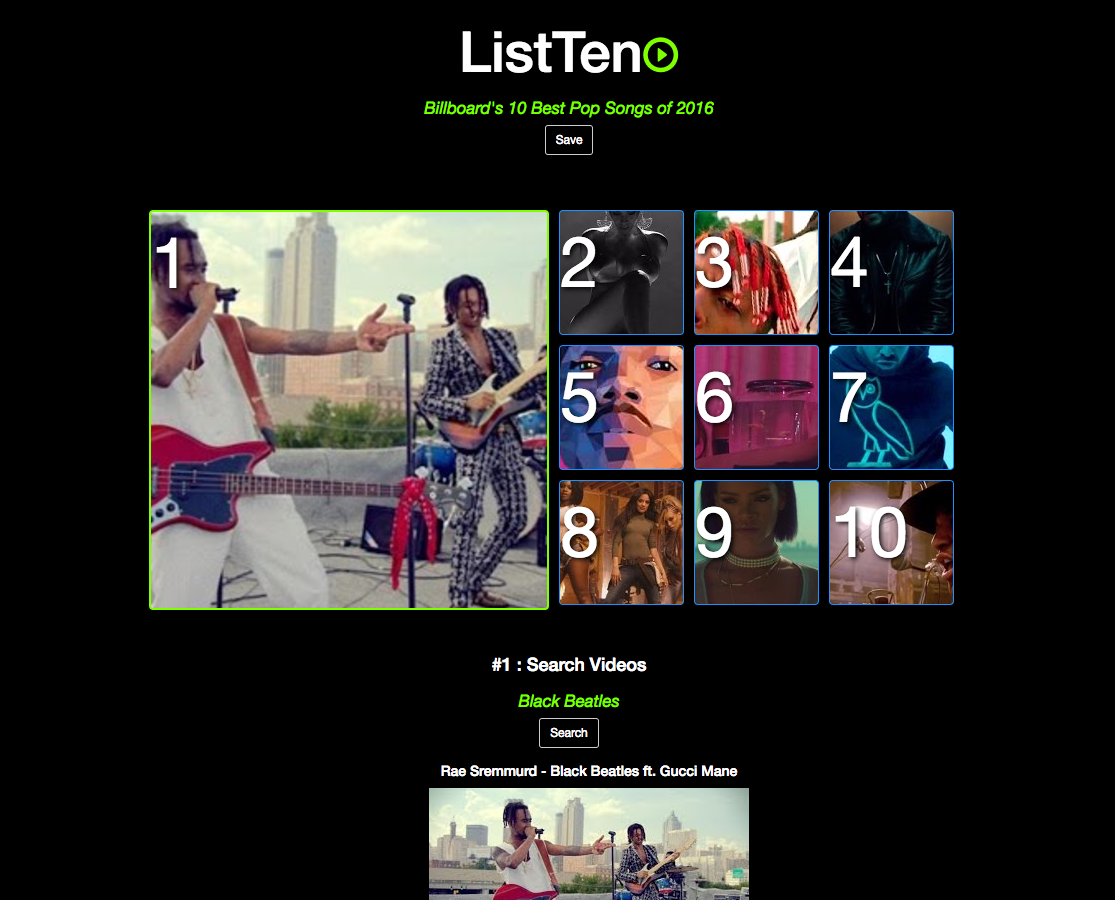 ListTen
Billboard's 10 Best Pop Songs of 2016
Save
1
2
3
4
5
6
7
8
9
10
#1 : Search Videos
Black Beatles
Search
Rae Sremmurd - Black Beatles ft. Gucci Mane